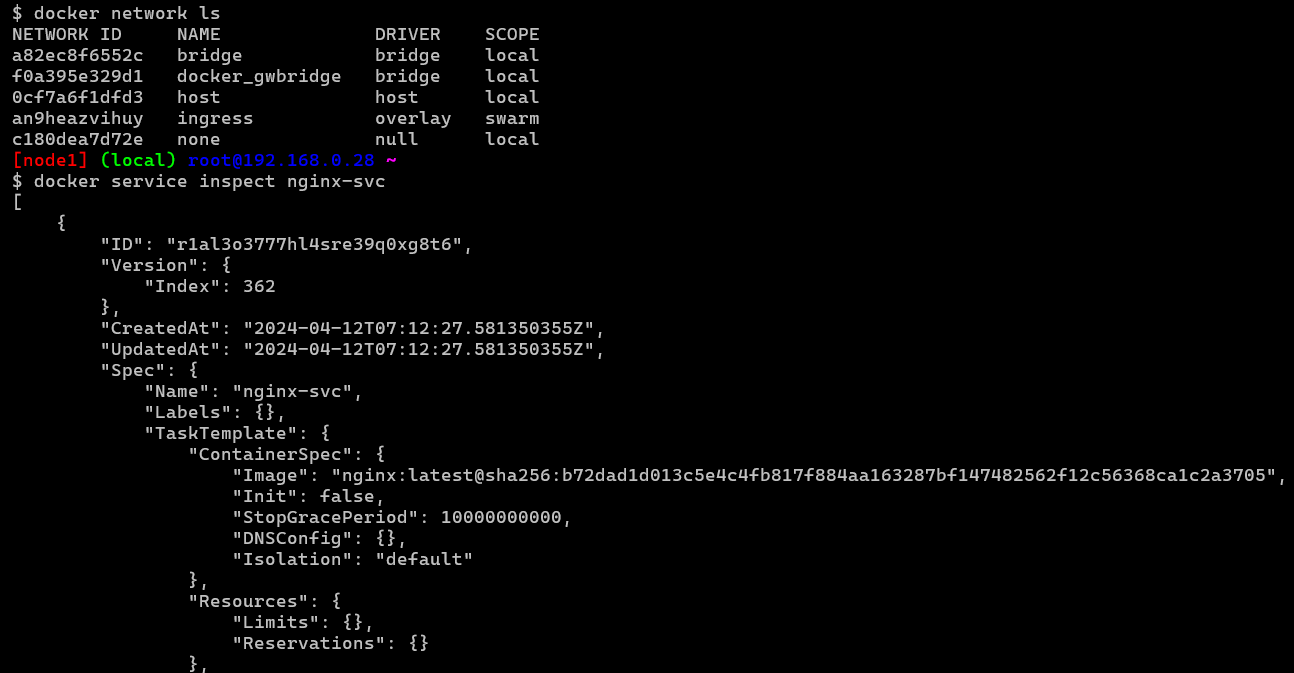 $ docker network ls
NETWORK ID     NAME              DRIVER    SCOPE
a82ec8f6552c   bridge            bridge    local
f0a395e329d1   docker_gwbridge   bridge    local
0cf7a6f1dfd3   host              host      local
an9heazvihuy   ingress           overlay   swarm
c180dea7d72e   none              null      local
[node1] (local) root@192.168.0.28 ~
$ docker service inspect nginx-svc
[
    {
        "ID": "r1al3o3777hl4sre39q0xg8t6",
        "Version": {
            "Index": 362
        },
        "CreatedAt": "2024-04-12T07:12:27.581350355Z",
        "UpdatedAt": "2024-04-12T07:12:27.581350355Z",
        "Spec": {
            "Name": "nginx-svc",
            "Labels": {},
            "TaskTemplate": {
                "ContainerSpec": {
                    "Image": "nginx:latest@sha256:b72dad1d013c5e4c4fb817f884aa163287bf147482562f12c56368ca1c2a3705",
                    "Init": false,
                    "StopGracePeriod": 10000000000,
                    "DNSConfig": {},
                    "Isolation": "default"
                },
                "Resources": {
                    "Limits": {},
                    "Reservations": {}
                },